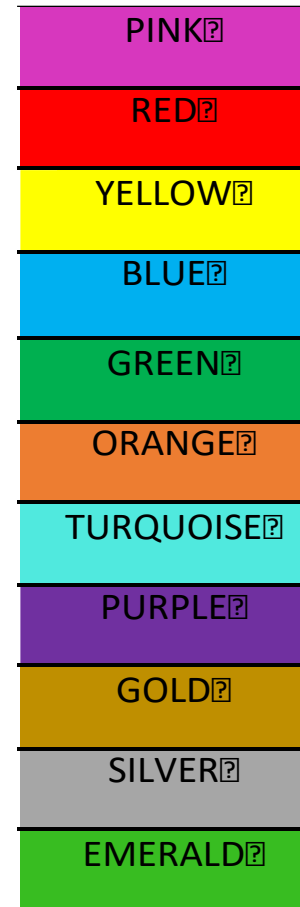 PINK⍰
RED⍰
YELLOW⍰
BLUE⍰
GREEN⍰
ORANGE⍰
TURQUOISE⍰
PURPLE⍰
GOLD⍰
SILVER⍰
EMERALD⍰